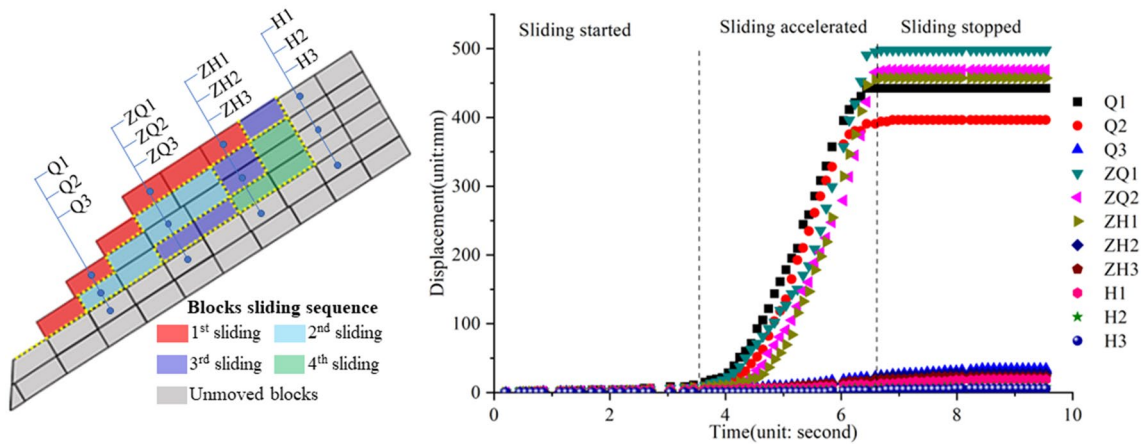 H1
H2
H3
ZH1
ZH2
ZH3
ZQ1
ZQ2
ZQ3
Q1
Q2
Q3
Blocks sliding sequence
1st sliding
2nd sliding
3rd sliding
4th sliding
Unmoved blocks
Sliding started
Sliding accelerated
Sliding stopped
Displacement(unit:mm)
500
400
300
200
100
0
0
2
4
6
8
10
Time(unit: second)
Q1
Q2
Q3
ZQ1
ZQ2
ZH1
ZH2
ZH3
H1
H2
H3